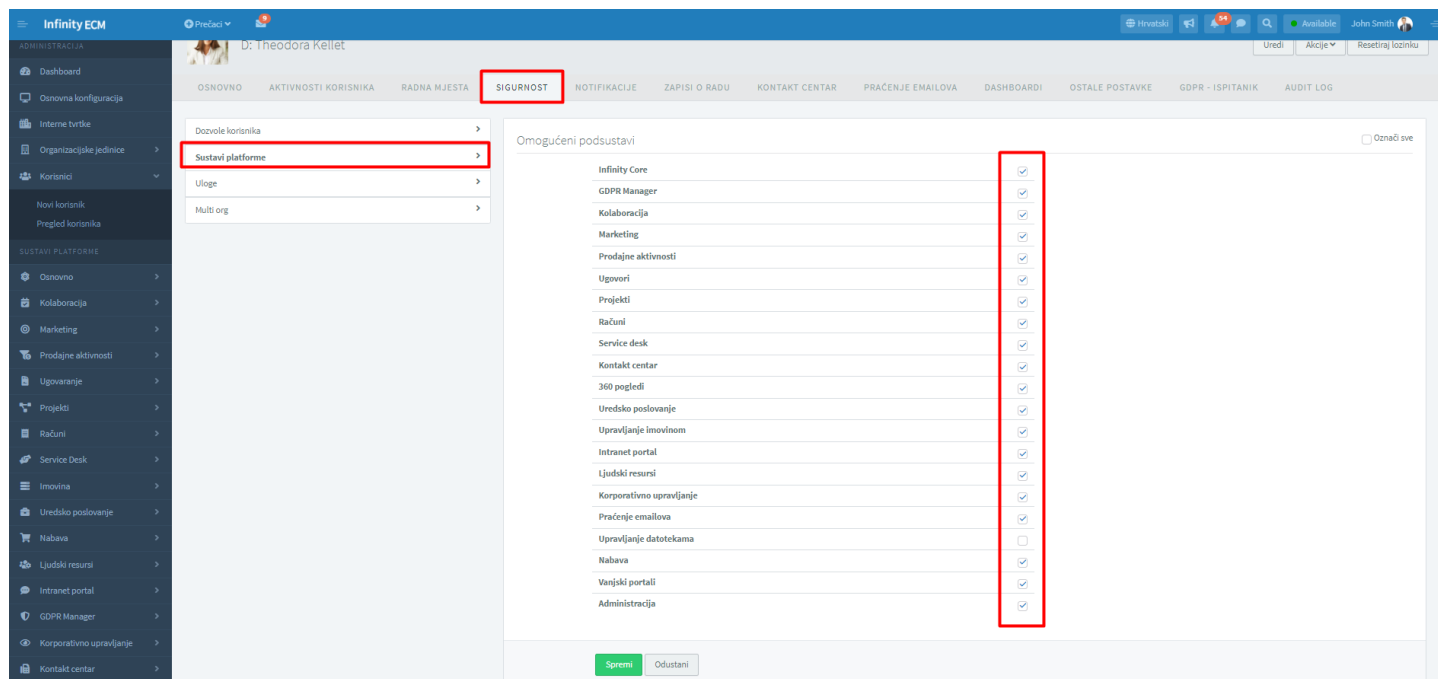 Infinity ECM
Prečaci
9
Hrvatski
54
Available
John Smith
ADMINISTRACIJA
Dashboard
Osnovna konfiguracija
Interne tvrtke
Organizacijske jedinice
Korisnici
Novi korisnik
Pregled korisnika
SUSTAVI PLATFORME
Osnovno
Kolaboracija
Marketing
Prodajne aktivnosti
Ugovaranje
Projekti
Računi
Service Desk
Imovina
Uredsko poslovanje
Nabava
Ljudski resursi
Intranet portal
GDPR Manager
Korporativno upravljanje
Kontakt centar
D: Theodora Kellet
Uredi
Akcije
Resetiraj lozinku
OSNOVNO
AKTIVNOSTI KORISNIKA
RADNA MJESTA
SIGURNOST
NOTIFIKACIJE
ZAPISI O RADU
KONTAKT CENTAR
PRAČENJE EMAILOVA
DASHBOARDI
OSTALE POSTAVKE
GDPR - ISPITANIK
AUDIT LOG
Dozvole korisnika
Sustavi platforme
Uloge
Multi org
Omogućeni podsustavi
Označi sve
Infinity Core
GDPR Manager
Kolaboracija
Marketing
Prodajne aktivnosti
Ugovori
Projekti
Računi
Service desk
Kontakt centar
360 pogledi
Uredsko poslovanje
Upravljanje imovinom
Intranet portal
Ljudski resursi
Korporativno upravljanje
Praćenje emailova
Upravljanje datotekama
Nabava
Vanjski portali
Administracija
Spremi
Odustani